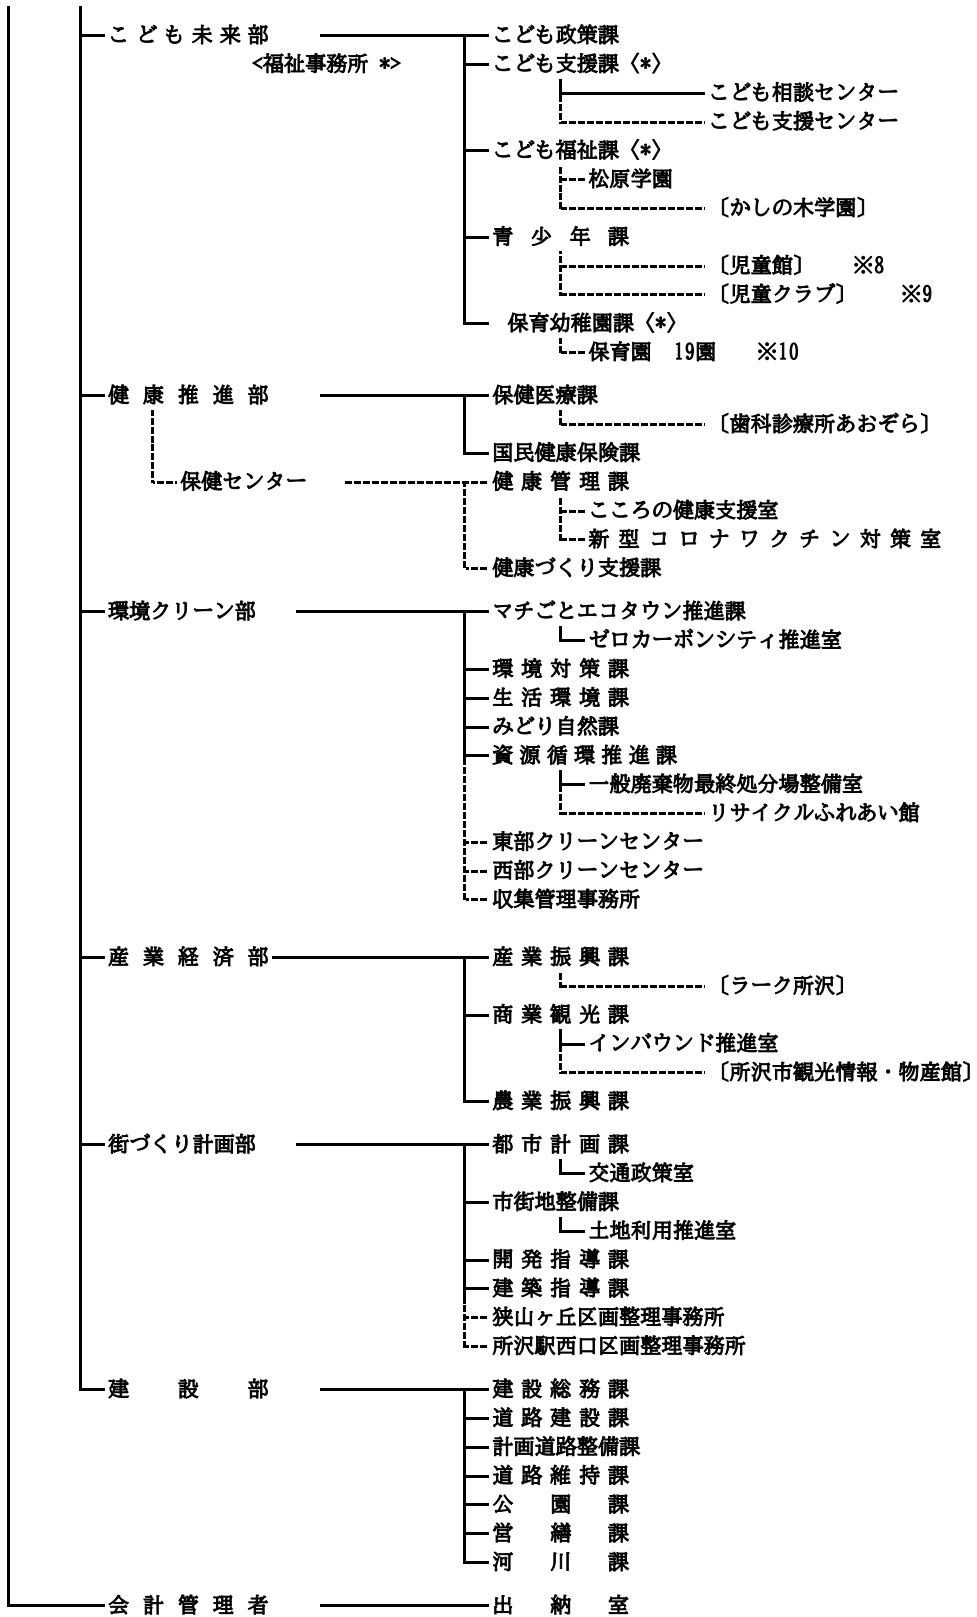 こども未来部 こども政策課
<福祉事務所 *> こども支援課〈*〉
こども相談センター
こども支援センター
こども福祉課〈*〉
松原学園
〔かしの木学園〕
青少年課
〔児童館〕 ※8
〔児童クラブ〕 ※9
保育幼稚園課〈*〉
保育園 19園 ※10
健康推進部 保健医療課
〔歯科診療所あおぞら〕
国民健康保険課
保健センター 健康管理課
こころの健康支援室
新型コロナワクチン対策室
健康づくり支援課
環境クリーン部 マチごとエコタウン推進課
ゼロカーボンシティ推進室
環境対策課
生活環境課
みどり自然課
資源循環推進課
一般廃棄物最終処分場整備室
リサイクルふれあい館
東部クリーンセンター
西部クリーンセンター
収集管理事務所
産業経済部 産業振興課
〔ラーク所沢〕
商業観光課
インバウンド推進室
〔所沢市観光情報・物産館〕
農業振興課
街づくり計画部 都市計画課
交通政策室
市街地整備課
土地利用推進室
開発指導課
建築指導課
狭山ヶ丘区画整理事務所
所沢駅西口区画整理事務所
建設部 建設総務課
道路建設課
計画道路整備課
道路維持課
公園課
営繕課
河川課
会計管理者 出納室